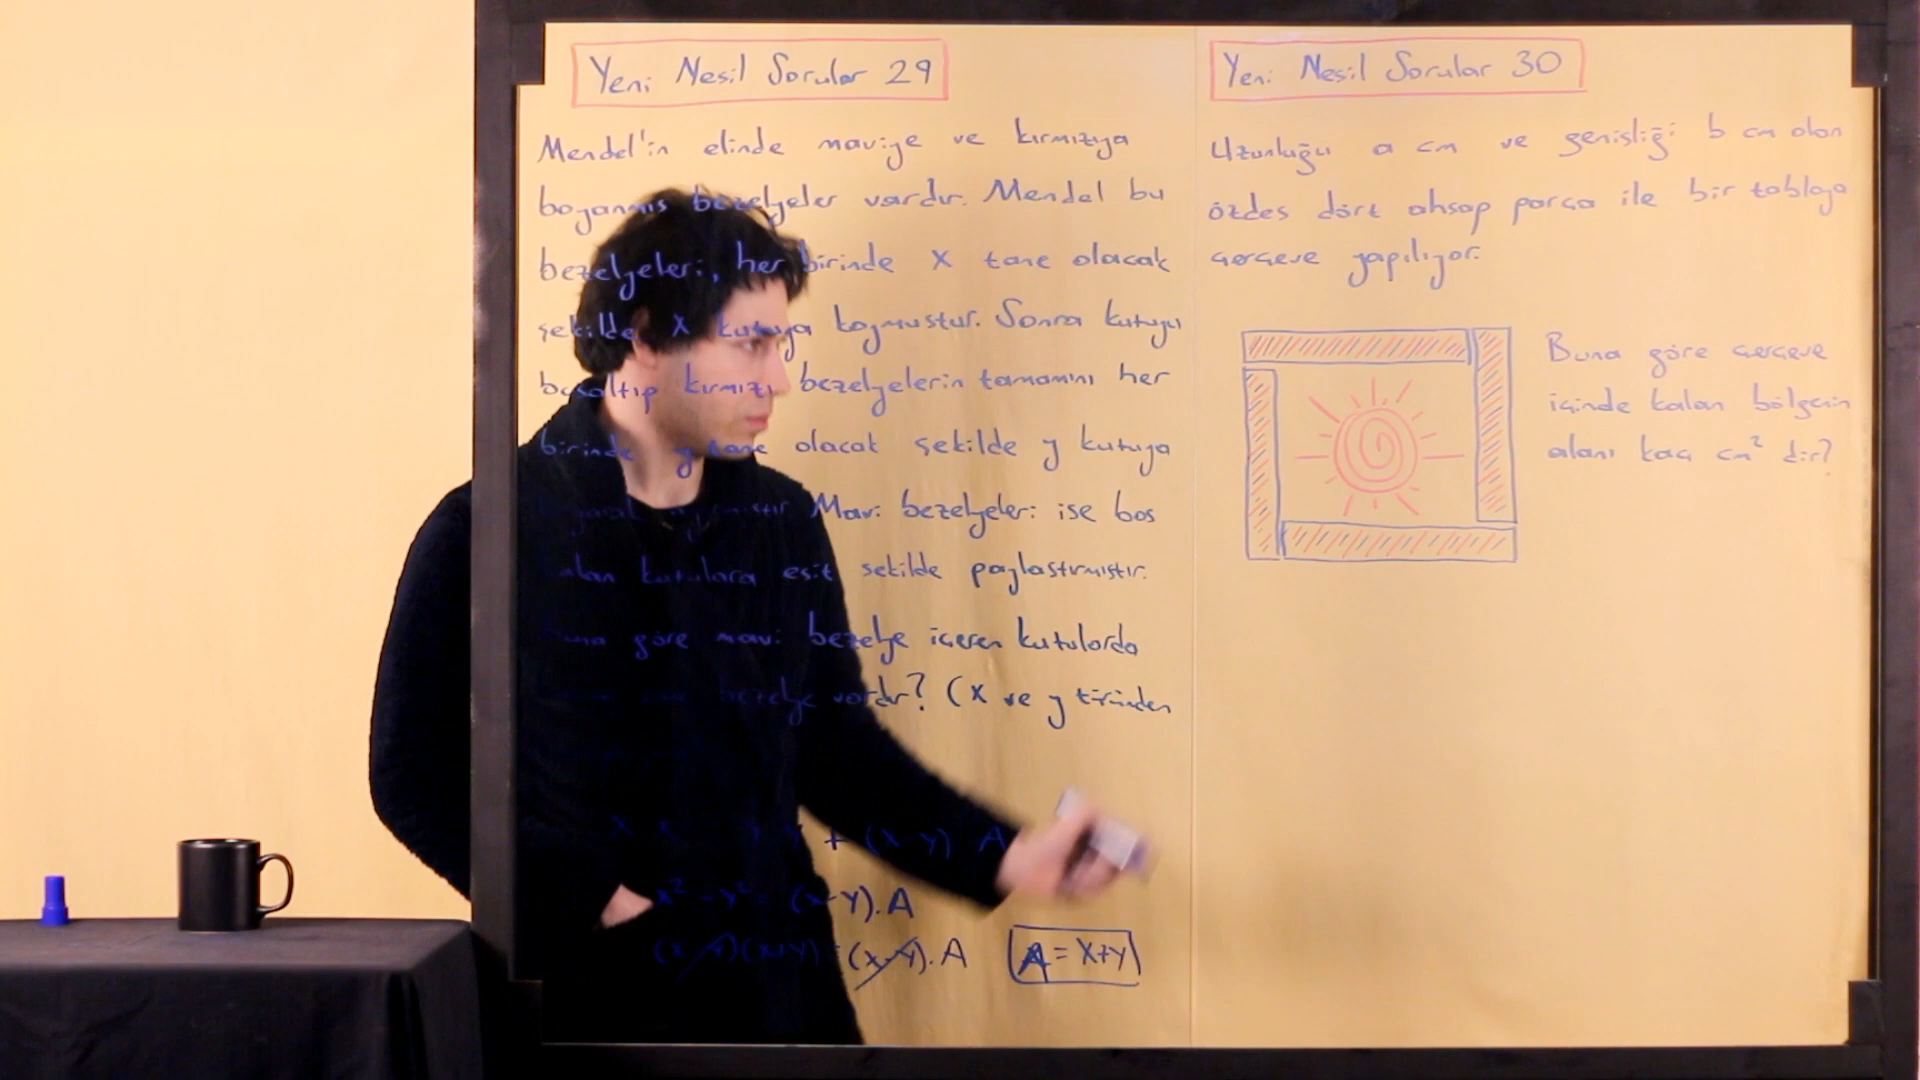 Yeni Nesil Sorular 29
Mendel'in elinde maviye ve kırmızıya
boyanmış bezelyeler vardır. Mendel bu
bezelyeleri, her birinde x tane olacak
şekilde x kutuya koymuştur. Sonra kutuyu
boşaltıp kırmızı bezelyelerin tamamını her
birinde y tane olacak şekilde y kutuya
Mavi bezelyeleri ise boş
kalan kutulara eşit şekilde paylaştırmıştır.
Buna göre mavi bezelye içeren kutularda
bezelye vardır? (x ve y türünden
+ (x-y) A
x² - y² = (x-y).A
(x-y)(x+y) = (x-y).A
A = x+y
Yeni Nesil Sorular 30
Uzunluğu a cm ve genişliği b cm olan
özdeş dört ahşap parça ile bir tabloya
çerçeve yapılıyor.
Buna göre çerçeve
içinde kalan bölgenin
alanı kaç cm² dir?